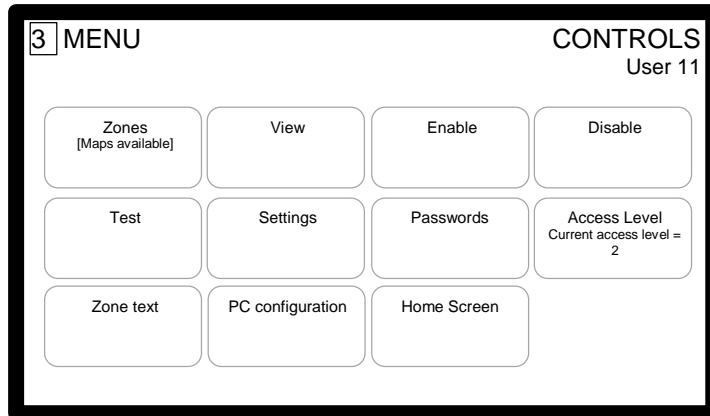 3 MENU
CONTROLS
User 11
Zones
[Maps available]
View
Enable
Disable
Test
Settings
Passwords
Access Level
Current access level =
2
Zone text
PC configuration
Home Screen